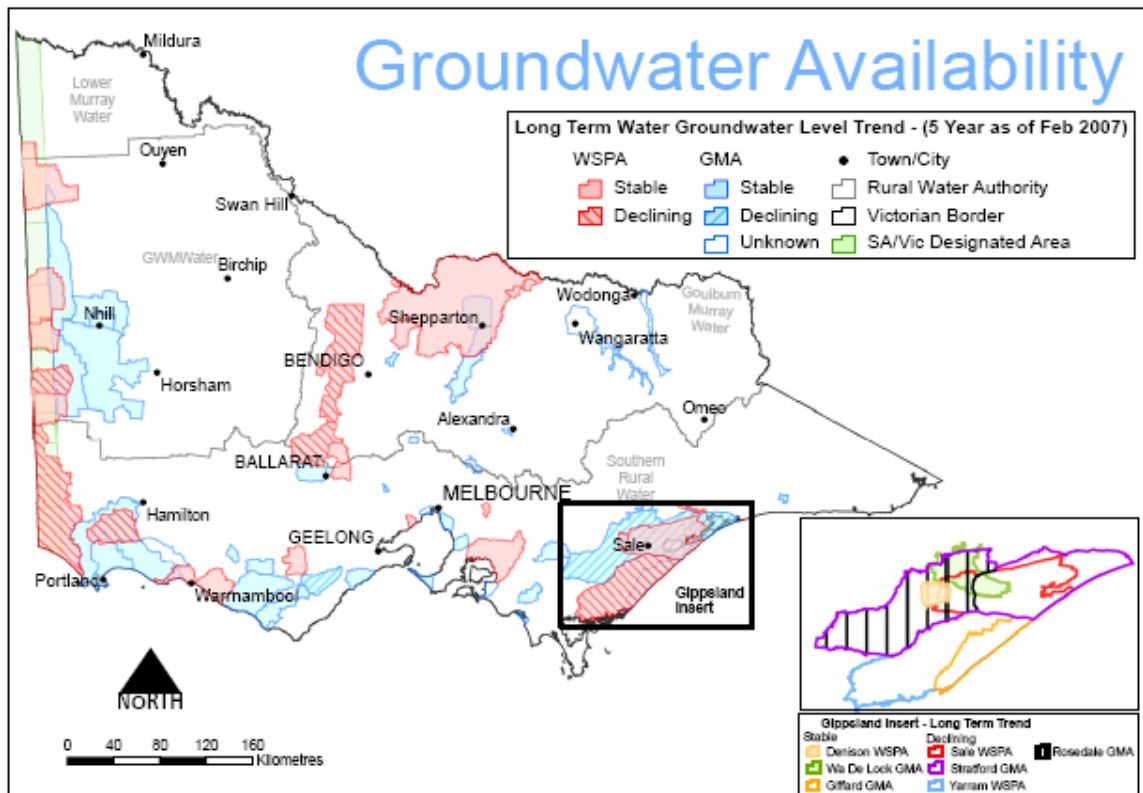 Groundwater Availability
Long Term Water Groundwater Level Trend - (5 Year as of Feb 2007)
WSPA GMA Town/City
Stable Stable Rural Water Authority
Declining Declining Victorian Border
Unknown SA/Vic Designated Area
Mildura
Lower
Murray
Water
Ouyen
Swan Hill
GWMWater
Birchip
Nhill
Horsham
Shepparton
BENDIGO
Wodonga
Wangaratta
Goulburn
Murray
Water
Alexandra
Omeo
BALLARAT
Southern
Rural
Water
MELBOURNE
Hamilton
GEELONG
Sale
Portland
Warrnambool
Gippsland
Insert
NORTH
0 40 80 120 160
Kilometres
Gippsland Insert - Long Term Trend
Stable Declining
Denison WSPA Sale WSPA Rosedale GMA
Wa De Lock GMA Stratford GMA
Giffard GMA Yarram WSPA